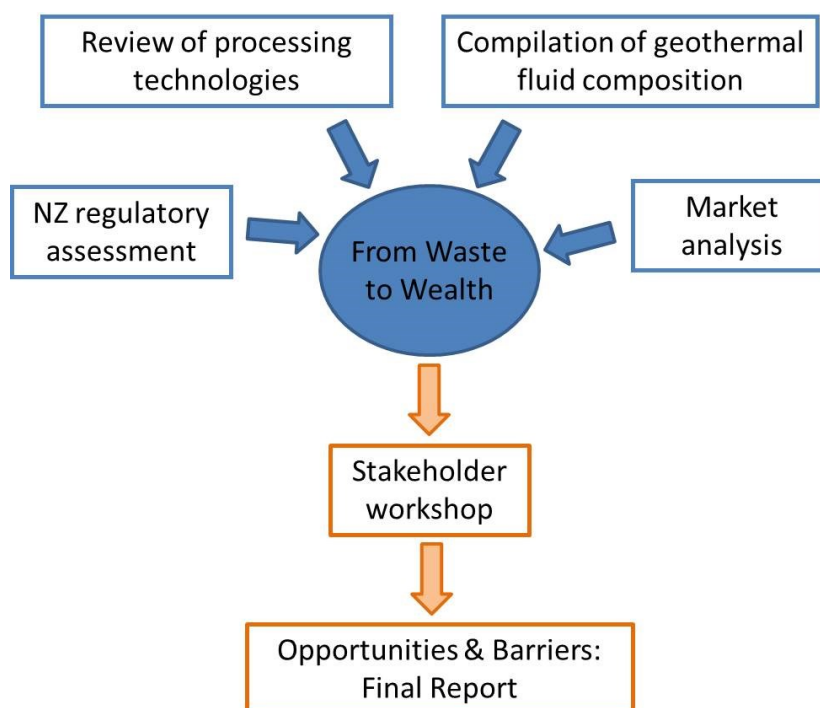 Review of processing
technologies
Compilation of geothermal
fluid composition
NZ regulatory
assessment
From Waste
to Wealth
Market
analysis
Stakeholder
workshop
Opportunities & Barriers:
Final Report